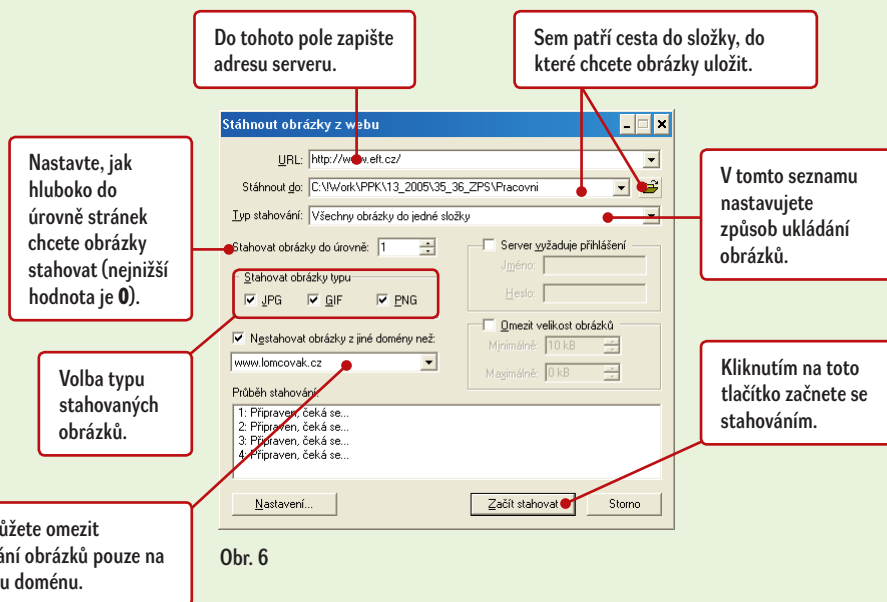 Do tohoto pole zapište
adresu serveru.
Sem patří cesta do složky, do
které chcete obrázky uložit.
Nastavte, jak
hluboko do
úrovně stránek
chcete obrázky
stahovat (nejnižší
hodnota je 0).
Stáhnout obrázky z webu
URL: http://www.eft.cz/
Stáhnout do: C:\!Work\PPK\13_2005\35_36_ZPS\Pracovni
Typ stahování: Všechny obrázky do jedné složky
Stahovat obrázky do úrovně: 1
Stahovat obrázky typu
JPG GIF PNG
Nestahovat obrázky z jiné domény než:
www.lomcovak.cz
Server vyžaduje přihlášení
Jméno:
Heslo:
Omezit velikost obrázků
Minimálně: 10 kB
Maximálně: 0 kB
Průběh stahování:
1: Připraven, čeká se...
2: Připraven, čeká se...
3: Připraven, čeká se...
4: Připraven, čeká se...
Nastavení... Začít stahovat Storno
V tomto seznamu
nastavujete
způsob ukládání
obrázků.
Volba typu
stahovaných
obrázků.
Kliknutím na toto
tlačítko začnete se
stahováním.
ůžete omezit
ání obrázků pouze na
u doménu.
Obr. 6